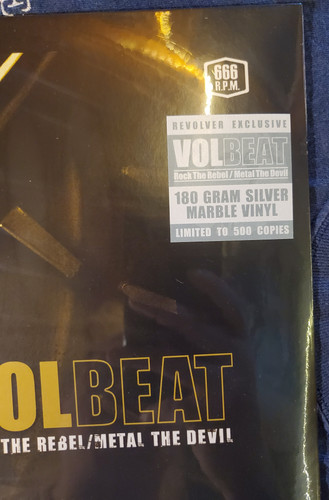 666
R.P.M.
REVOLVER EXCLUSIVE
VOLBEAT
Rock The Rebel / Metal The Devil
180 GRAM SILVER
MARBLE VINYL
LIMITED TO 500 COPIES
OLBEAT
THE REBEL/METAL THE DEVIL